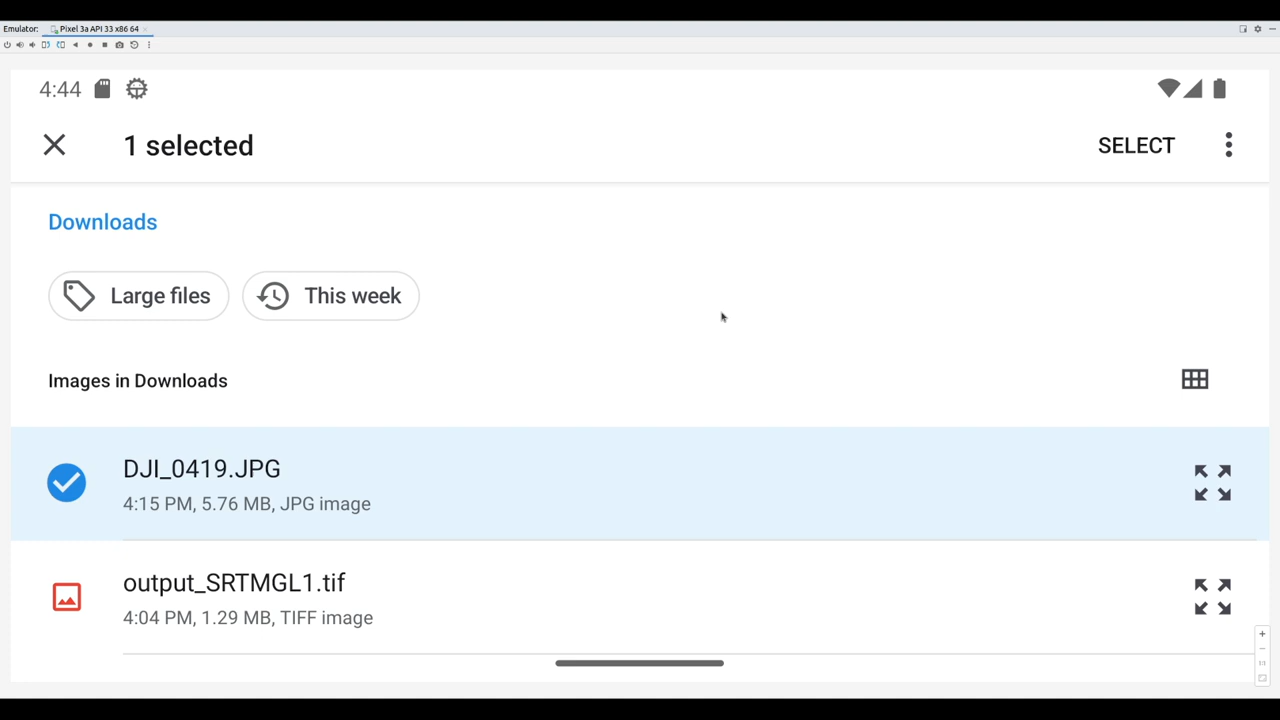 Emulator: Pixel 3a API 33 x86 64
4:44
1 selected SELECT
Downloads
Large files This week
Images in Downloads
DJI_0419.JPG
4:15 PM, 5.76 MB, JPG image
output_SRTMGL1.tif
4:04 PM, 1.29 MB, TIFF image
1:1